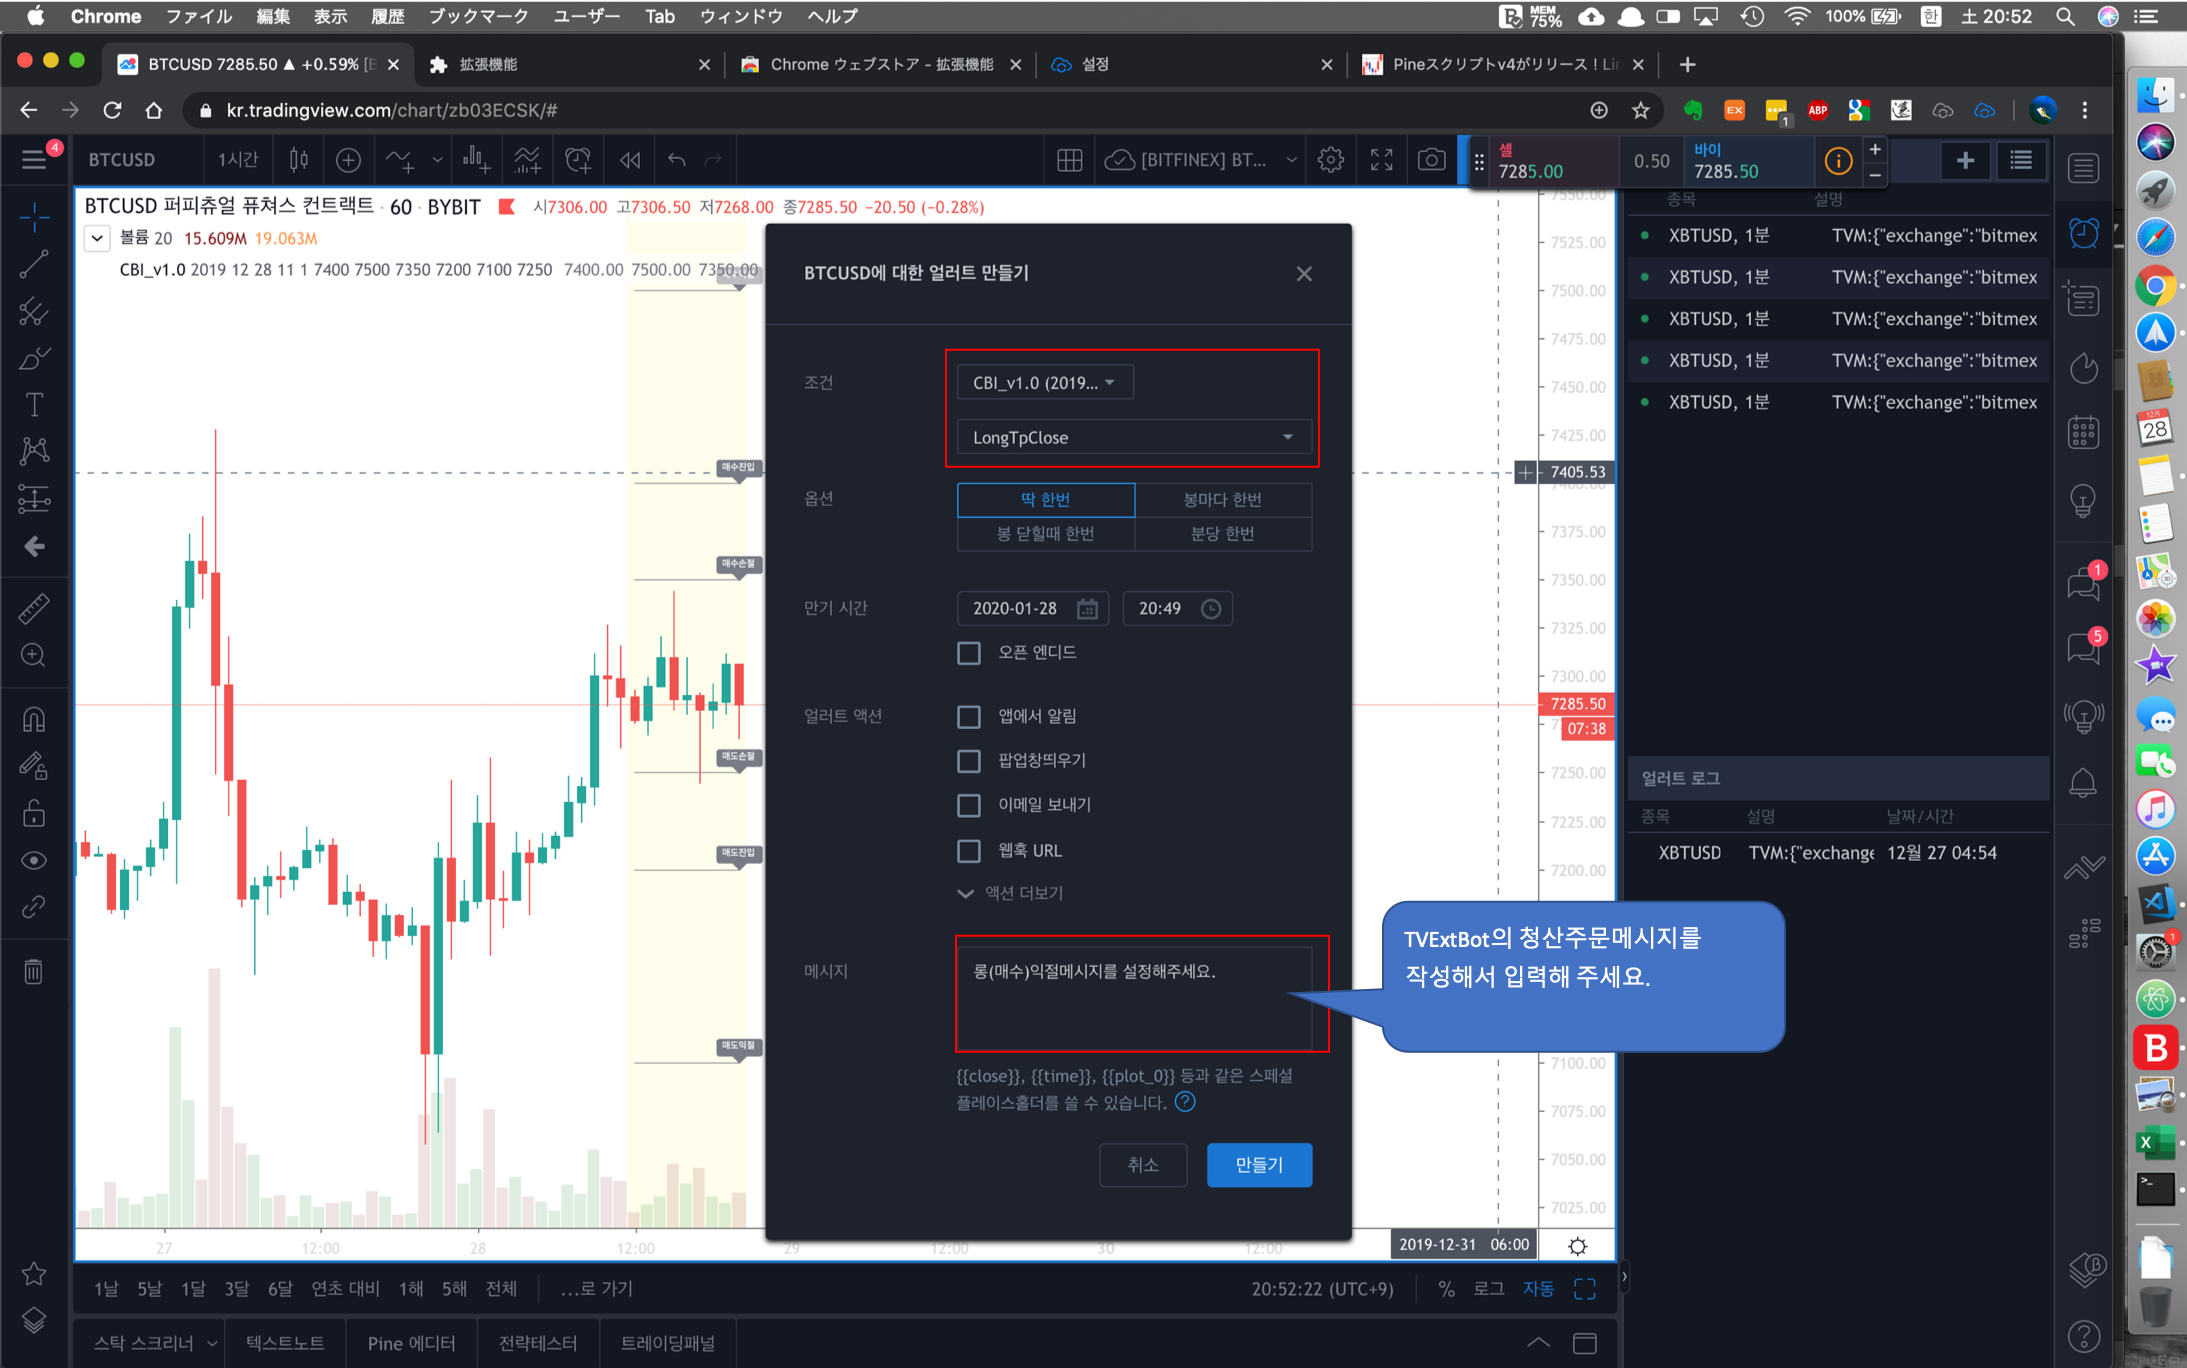 Chrome ファイル 編集 表示 履歴 ブックマーク ユーザー Tab ウィンドウ ヘルプ
MEM 75% 100% 한 土 20:52
BTCUSD 7285.50 ▲ +0.59% 拡張機能 Chrome ウェブストア - 拡張機能 설정 Pineスクリプトv4がリリース！
kr.tradingview.com/chart/zb03ECSK/#
EX 1 ABP
4 BTCUSD 1시간 [BITFINEX] BT...
셀 7285.00 0.50 바이 7285.50
BTCUSD 퍼피츄얼 퓨쳐스 컨트랙트 · 60 · BYBIT 시7306.00 고7306.50 저7268.00 종7285.50 −20.50 (−0.28%)
볼륨 20 15.609M 19.063M
CBI_v1.0 2019 12 28 11 1 7400 7500 7350 7200 7100 7250 7400.00 7500.00 7350.00
매수진입
매수손절
매도손절
매도진입
매도익절
BTCUSD에 대한 얼러트 만들기
조건 CBI_v1.0 (2019...
LongTpClose
옵션 딱 한번 봉마다 한번
봉 닫힐때 한번 분당 한번
만기 시간 2020-01-28 20:49
오픈 엔디드
얼러트 액션 앱에서 알림
팝업창띄우기
이메일 보내기
웹훅 URL
액션 더보기
메시지 롱(매수)익절메시지를 설정해주세요.
{{close}}, {{time}}, {{plot_0}} 등과 같은 스페셜
플레이스홀더를 쓸 수 있습니다.
취소 만들기
TVExtBot의 청산주문메시지를
작성해서 입력해 주세요.
7550.00
7525.00
7500.00
7475.00
7450.00
7425.00
7405.53
7400.00
7375.00
7350.00
7325.00
7300.00
7285.50
07:38
7250.00
7225.00
7200.00
7100.00
7075.00
7050.00
7025.00
종목 설명
XBTUSD, 1분 TVM:{"exchange":"bitmex
XBTUSD, 1분 TVM:{"exchange":"bitmex
XBTUSD, 1분 TVM:{"exchange":"bitmex
XBTUSD, 1분 TVM:{"exchange":"bitmex
XBTUSD, 1분 TVM:{"exchange":"bitmex
얼러트 로그
종목 설명 날짜/시간
XBTUSD TVM:{"exchange 12월 27 04:54
1
5
12月
28
1
27 12:00 28 12:00 29 12:00 30 12:00 2019-12-31 06:00
1날 5날 1달 3달 6달 연초 대비 1해 5해 전체 ...로 가기 20:52:22 (UTC+9) % 로그 자동
스탁 스크리너 텍스트노트 Pine 에디터 전략테스터 트레이딩패널